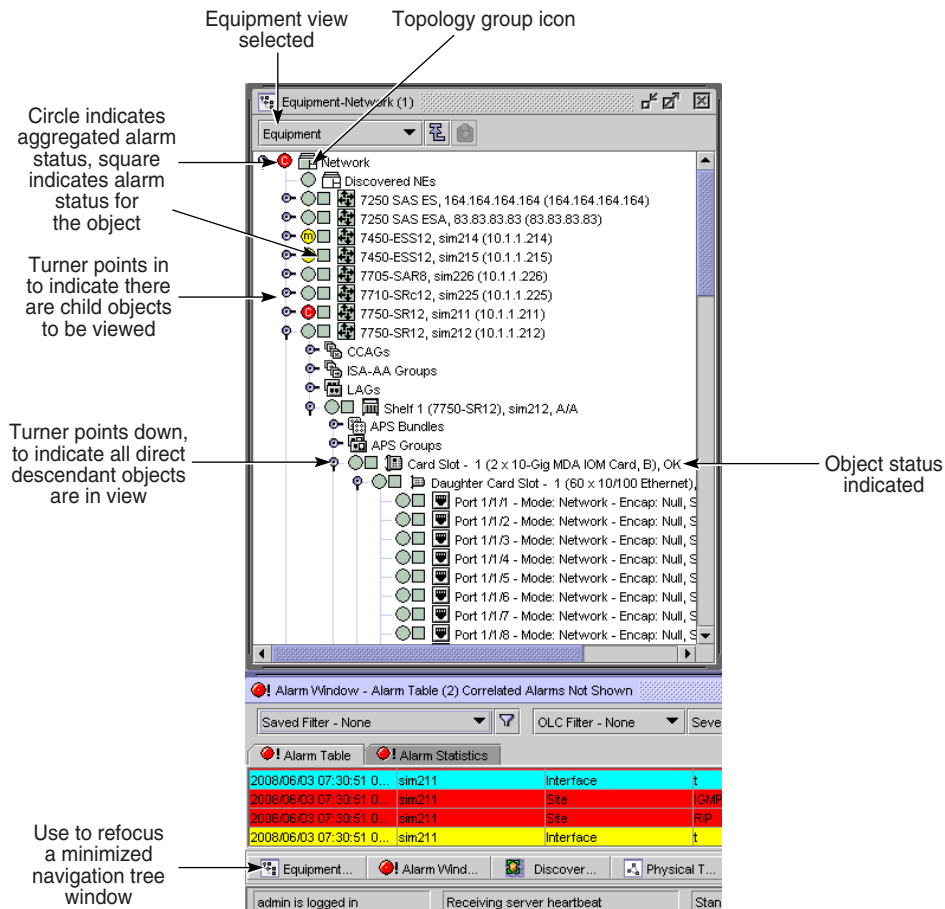 Equipment view
selected
Topology group icon
Circle indicates
aggregated alarm
status, square
indicates alarm
status for
the object
Turner points in
to indicate there
are child objects
to be viewed
Turner points down,
to indicate all direct
descendant objects
are in view
Object status
indicated
Use to refocus
a minimized
navigation tree
window
Equipment-Network (1)
Equipment
C Network
Discovered NEs
7250 SAS ES, 164.164.164.164 (164.164.164.164)
7250 SAS ESA, 83.83.83.83 (83.83.83.83)
m 7450-ESS12, sim214 (10.1.1.214)
7450-ESS12, sim215 (10.1.1.215)
7705-SAR8, sim226 (10.1.1.226)
7710-SRc12, sim225 (10.1.1.225)
C 7750-SR12, sim211 (10.1.1.211)
7750-SR12, sim212 (10.1.1.212)
CCAGs
ISA-AA Groups
LAGs
Shelf 1 (7750-SR12), sim212, A/A
APS Bundles
APS Groups
Card Slot - 1 (2 x 10-Gig MDA IOM Card, B), OK
Daughter Card Slot - 1 (60 x 10/100 Ethernet),
Port 1/1/1 - Mode: Network - Encap: Null, S
Port 1/1/2 - Mode: Network - Encap: Null, S
Port 1/1/3 - Mode: Network - Encap: Null, S
Port 1/1/4 - Mode: Network - Encap: Null, S
Port 1/1/5 - Mode: Network - Encap: Null, S
Port 1/1/6 - Mode: Network - Encap: Null, S
Port 1/1/7 - Mode: Network - Encap: Null, S
Port 1/1/8 - Mode: Network - Encap: Null, S
Alarm Window - Alarm Table (2) Correlated Alarms Not Shown
Saved Filter - None OLC Filter - None Seve
Alarm Table Alarm Statistics
2008/06/03 07:30:51 0... sim211 Interface t
2008/06/03 07:30:51 0... sim211 Site IGMP
2008/06/03 07:30:51 0... sim211 Site RIP
2008/06/03 07:30:51 0... sim211 Interface t
Equipment... Alarm Wind... Discover... Physical T...
admin is logged in Receiving server heartbeat Stan